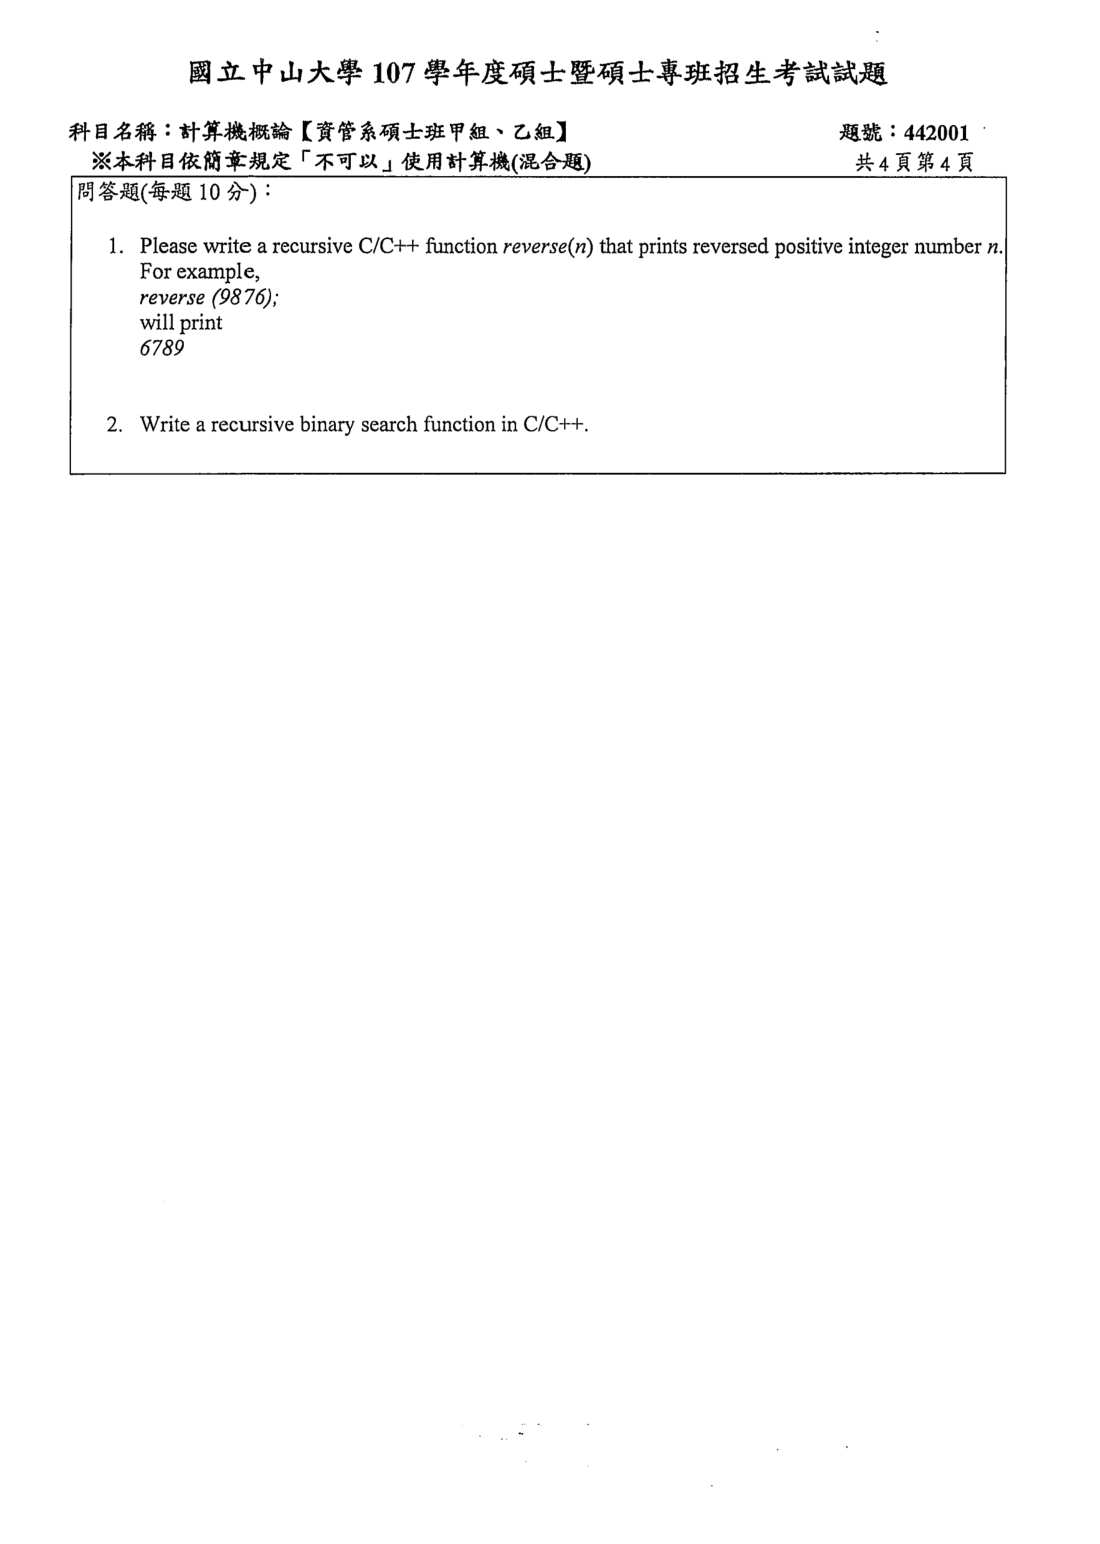 國立中山大學 107 學年度碩士暨碩士專班招生考試試題
科目名稱：計算機概論【資管系碩士班甲組、乙組】
題號：442001
※本科目依簡章規定「不可以」使用計算機(混合題)
共 4 頁第 4 頁
問答題(每題 10 分)：
1. Please write a recursive C/C++ function reverse(n) that prints reversed positive integer number n.
For example,
reverse (9876);
will print
6789
2. Write a recursive binary search function in C/C++.